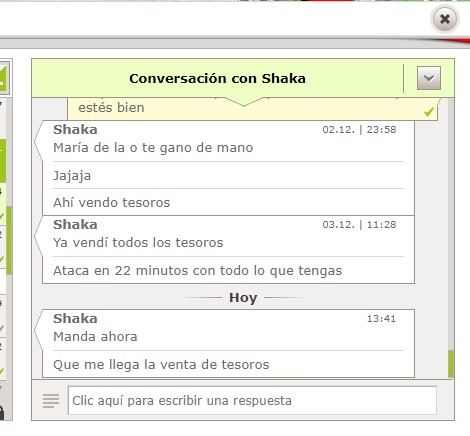 Conversación con Shaka
estés bien
Shaka 02.12. | 23:58
María de la o te gano de mano
Jajaja
Ahí vendo tesoros
Shaka 03.12. | 11:28
Ya vendí todos los tesoros
Ataca en 22 minutos con todo lo que tengas
Hoy
Shaka 13:41
Manda ahora
Que me llega la venta de tesoros
Clic aquí para escribir una respuesta